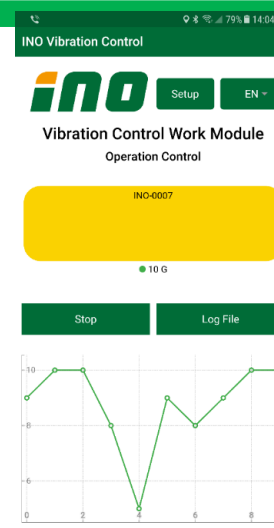 79% 14:04
INO Vibration Control
ino
Setup
EN
Vibration Control Work Module
Operation Control
INO-0007
10 G
Stop
Log File
10
8
6
0 2 4 6 8